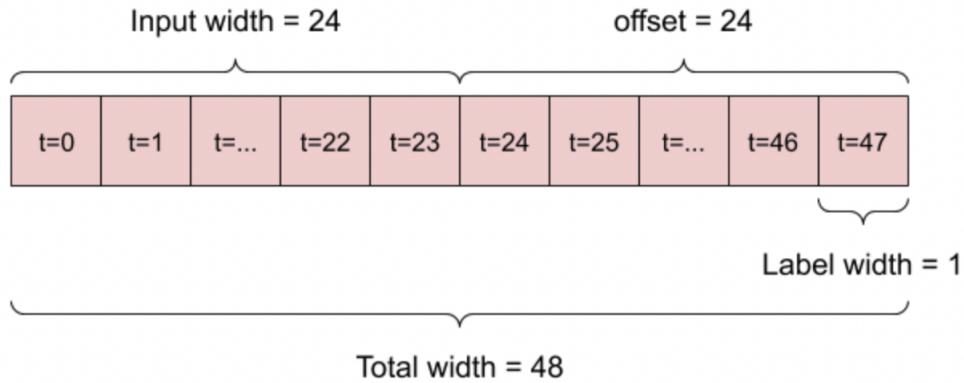 Input width = 24 offset = 24
t=0 t=1 t=... t=22 t=23 t=24 t=25 t=... t=46 t=47
Label width = 1
Total width = 48